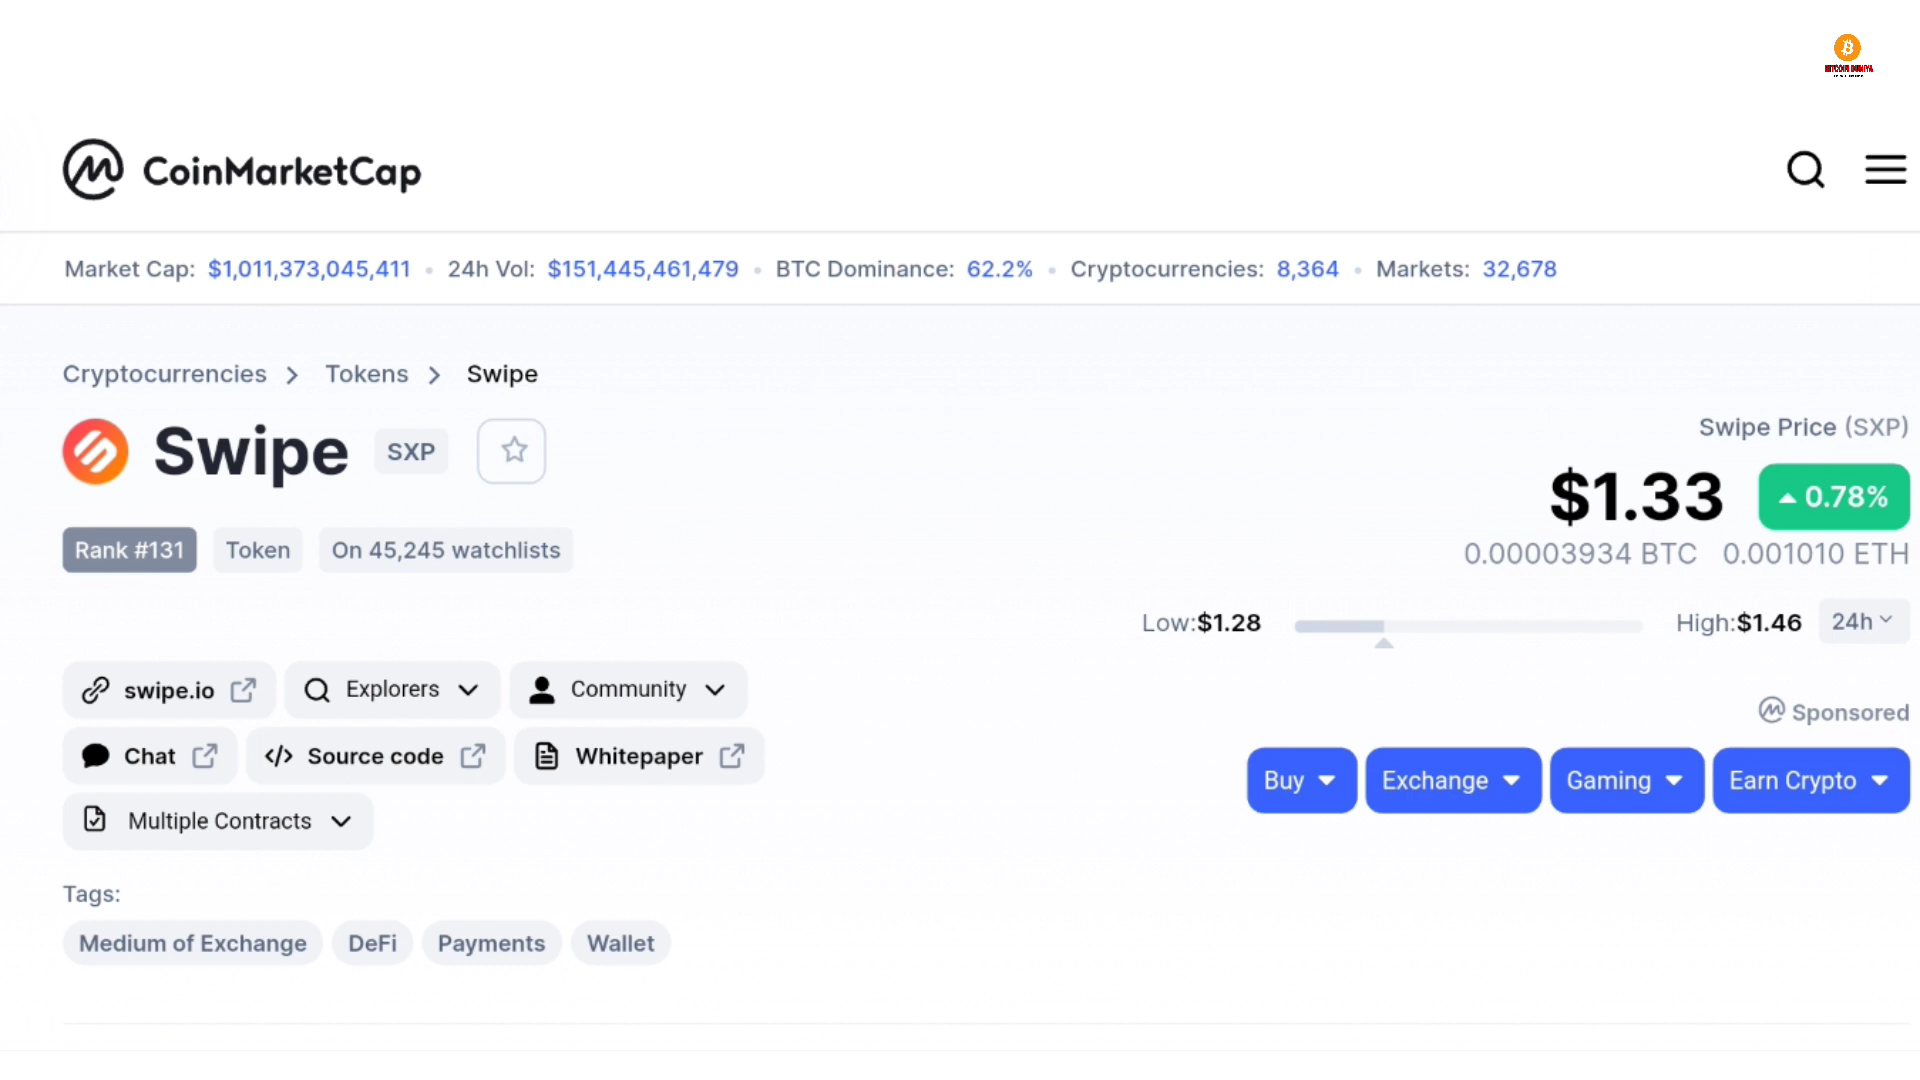 CoinMarketCap
Market Cap: $1,011,373,045,411 • 24h Vol: $151,445,461,479 • BTC Dominance: 62.2% • Cryptocurrencies: 8,364 • Markets: 32,678
Cryptocurrencies > Tokens > Swipe
Swipe SXP
Rank #131 Token On 45,245 watchlists
Swipe Price (SXP)
$1.33 0.78%
0.00003934 BTC 0.001010 ETH
Low:$1.28 High:$1.46 24h
swipe.io Explorers Community
Chat Source code Whitepaper
Multiple Contracts
Sponsored
Buy Exchange Gaming Earn Crypto
Tags:
Medium of Exchange DeFi Payments Wallet